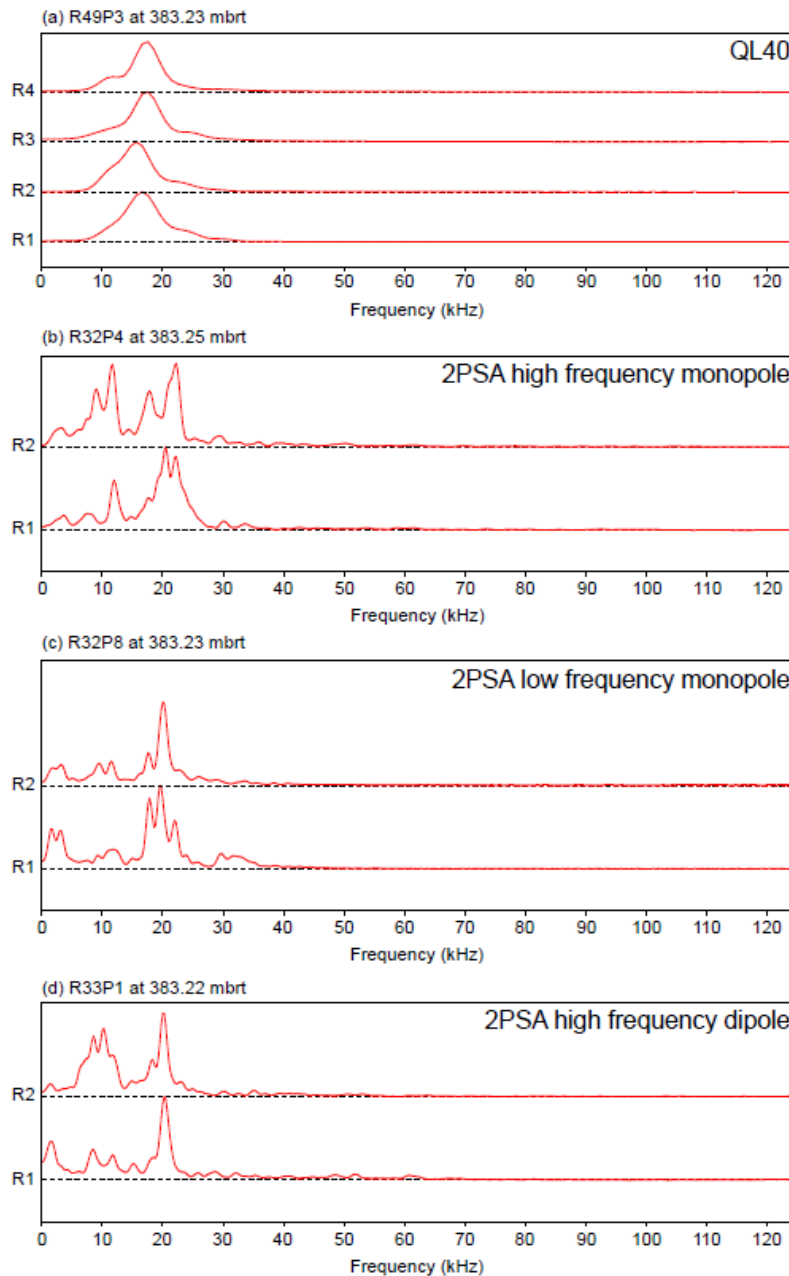 (a) R49P3 at 383.23 mbrt
QL40
R4
R3
R2
R1
0 10 20 30 40 50 60 70 80 90 100 110 120
Frequency (kHz)
(b) R32P4 at 383.25 mbrt
2PSA high frequency monopole
R2
R1
0 10 20 30 40 50 60 70 80 90 100 110 120
Frequency (kHz)
(c) R32P8 at 383.23 mbrt
2PSA low frequency monopole
R2
R1
0 10 20 30 40 50 60 70 80 90 100 110 120
Frequency (kHz)
(d) R33P1 at 383.22 mbrt
2PSA high frequency dipole
R2
R1
0 10 20 30 40 50 60 70 80 90 100 110 120
Frequency (kHz)